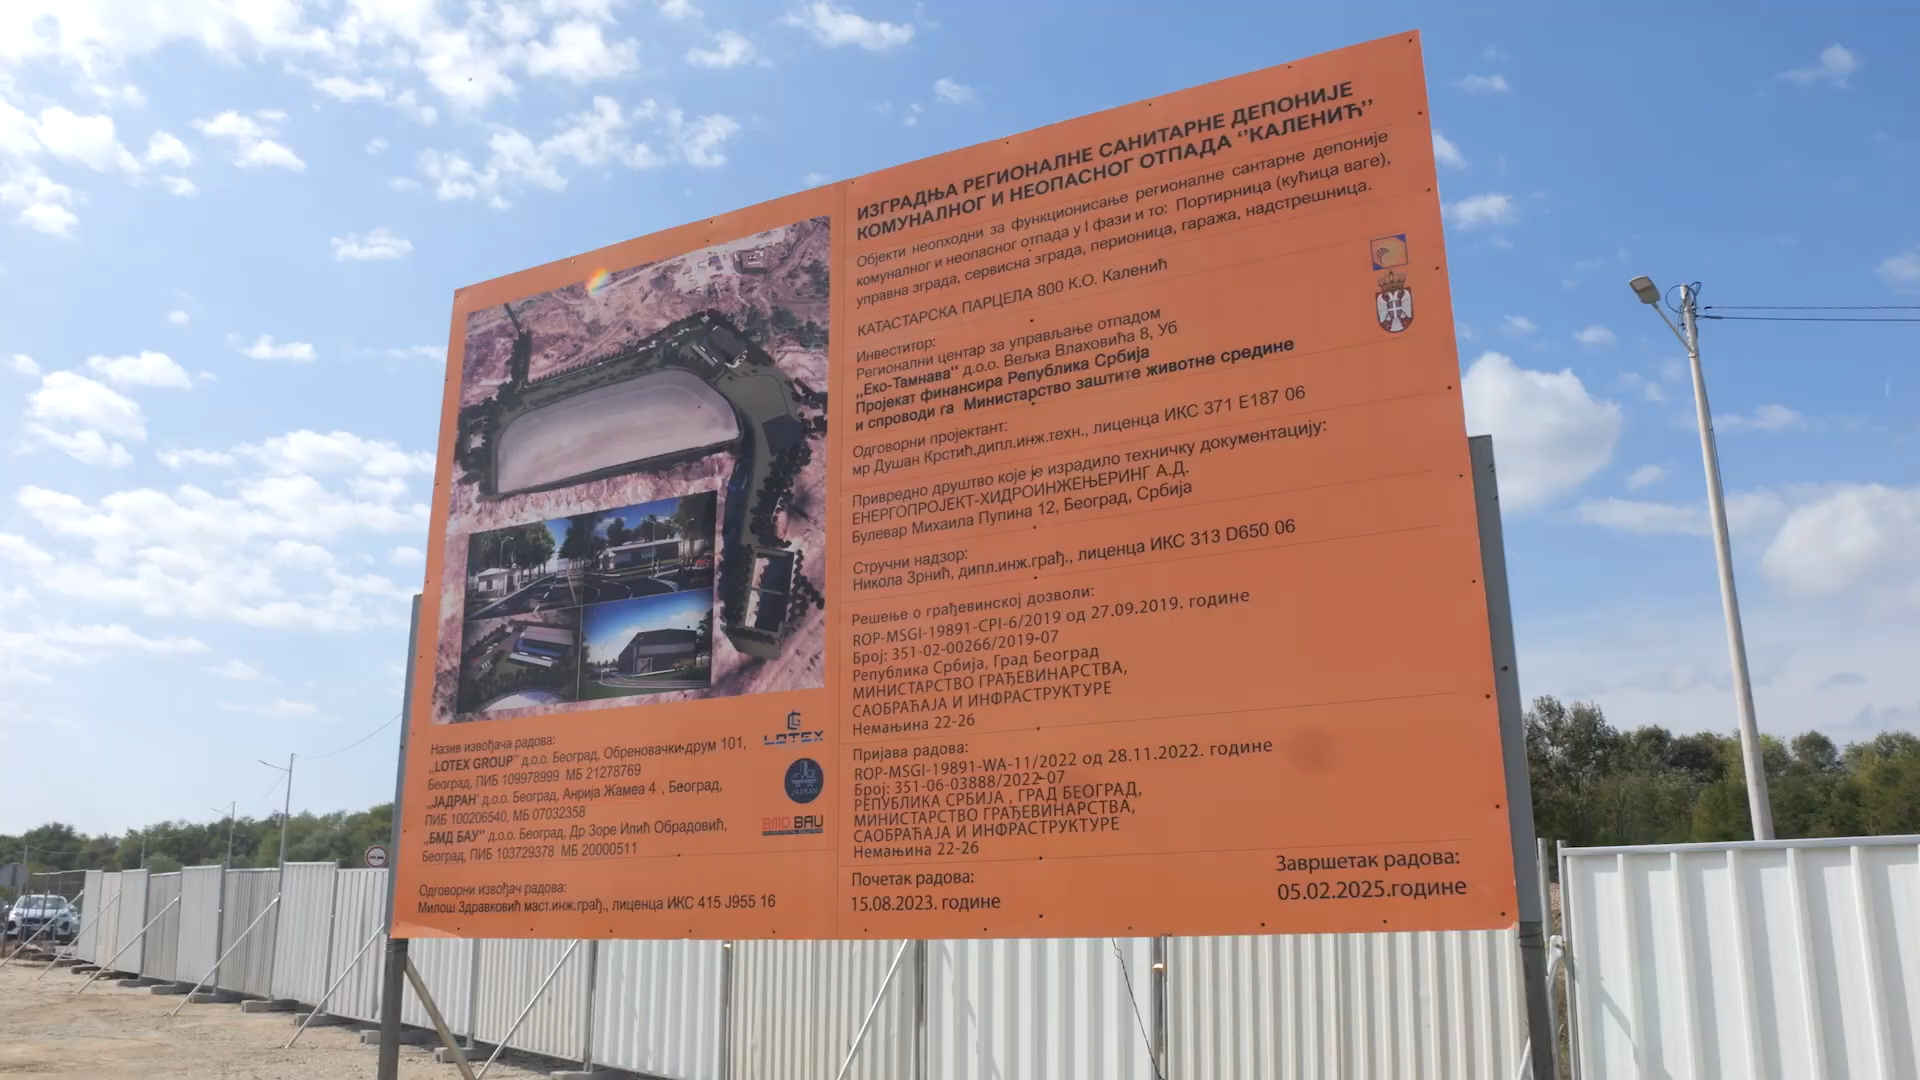 ИЗГРАДЊА РЕГИОНАЛНЕ САНИТАРНЕ ДЕПОНИЈЕ
КОМУНАЛНОГ И НЕОПАСНОГ ОТПАДА ‘’КАЛЕНИЋ’’
Објекти неопходни за функционисање регионалне сантарне депоније
комуналног и неопасног отпада у I фази и то: Портирница (кућица ваге),
управна зграда, сервисна зграда, перионица, гаража, надстрешница.
КАТАСТАРСКА ПАРЦЕЛА 800 К.О. Каленић
Инвеститор:
Регионални центар за управљање отпадом
„Еко-Тамнава“ д.о.о. Вељка Влаховића 8, Уб
Пројекат финансира Република Србија
и спроводи га Министарство заштите животне средине
Одговорни пројектант:
мр Душан Крстић,дипл.инж.техн., лиценца ИКС 371 E187 06
Привредно друштво које је израдило техничку документацију:
ЕНЕРГОПРОЈЕКТ-ХИДРОИНЖЕЊЕРИНГ А.Д.
Булевар Михаила Пупина 12, Београд, Србија
Стручни надзор:
Никола Зрнић, дипл.инж.грађ., лиценца ИКС 313 D650 06
Решење о грађевинској дозволи:
ROP-MSGI-19891-CPI-6/2019 од 27.09.2019. године
Број: 351-02-00266/2019-07
Република Србија, Град Београд
МИНИСТАРСТВО ГРАЂЕВИНАРСТВА,
САОБРАЋАЈА И ИНФРАСТРУКТУРЕ
Немањина 22-26
Пријава радова:
ROP-MSGI-19891-WA-11/2022 од 28.11.2022. године
Број: 351-06-03888/2022-07
РЕПУБЛИКА СРБИЈА , ГРАД БЕОГРАД,
МИНИСТАРСТВО ГРАЂЕВИНАРСТВА,
САОБРАЋАЈА И ИНФРАСТРУКТУРЕ
Немањина 22-26
Почетак радова:
15.08.2023. године
Завршетак радова:
05.02.2025.године
Назив извођача радова:
„LOTEX GROUP” д.о.о. Београд, Обреновачки друм 101,
Београд, ПИБ 109978999 МБ 21278769
„ЈАДРАН’ д.о.о. Београд, Анрија Жамеа 4 , Београд,
ПИБ 100206540, МБ 07032358
„БМД БАУ” д.о.о. Београд, Др Зоре Илић Обрадовић,
Београд, ПИБ 103729378 МБ 20000511
LOTEX
JADRAN
BMD BAU
Одговорни извођач радова:
Милош Здравковић маст.инж.грађ., лиценца ИКС 415 J955 16